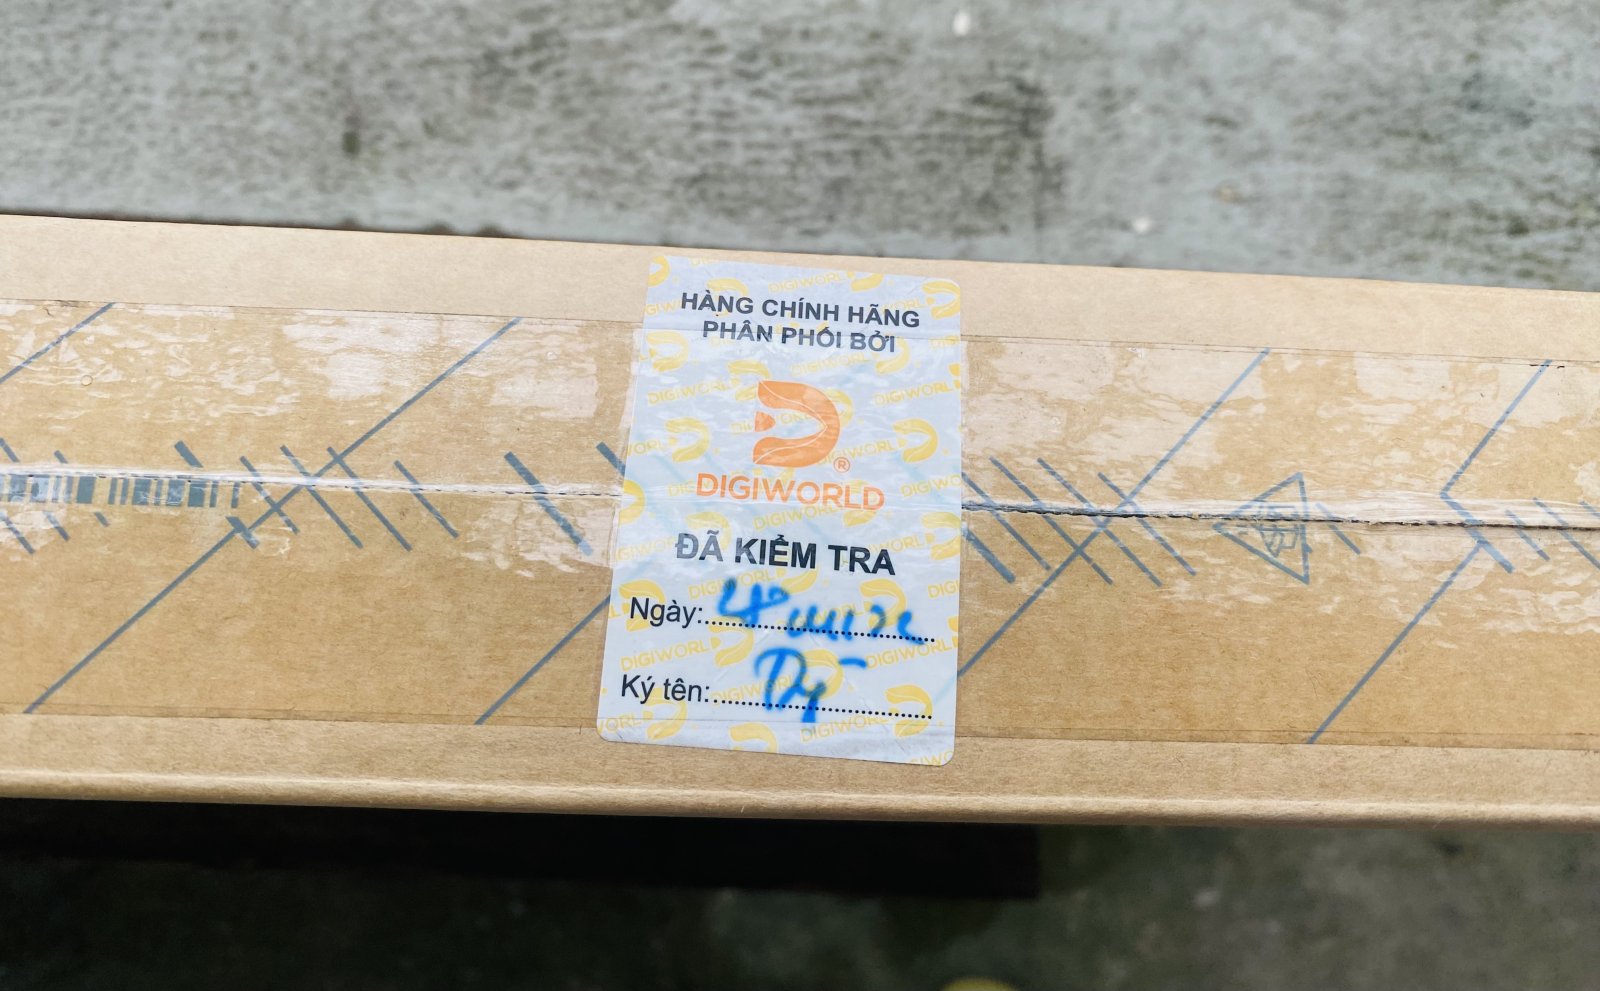 HÀNG CHÍNH HÃNG
PHÂN PHỐI BỞI
DIGIWORLD
ĐÃ KIỂM TRA
Ngày:
Ký tên: